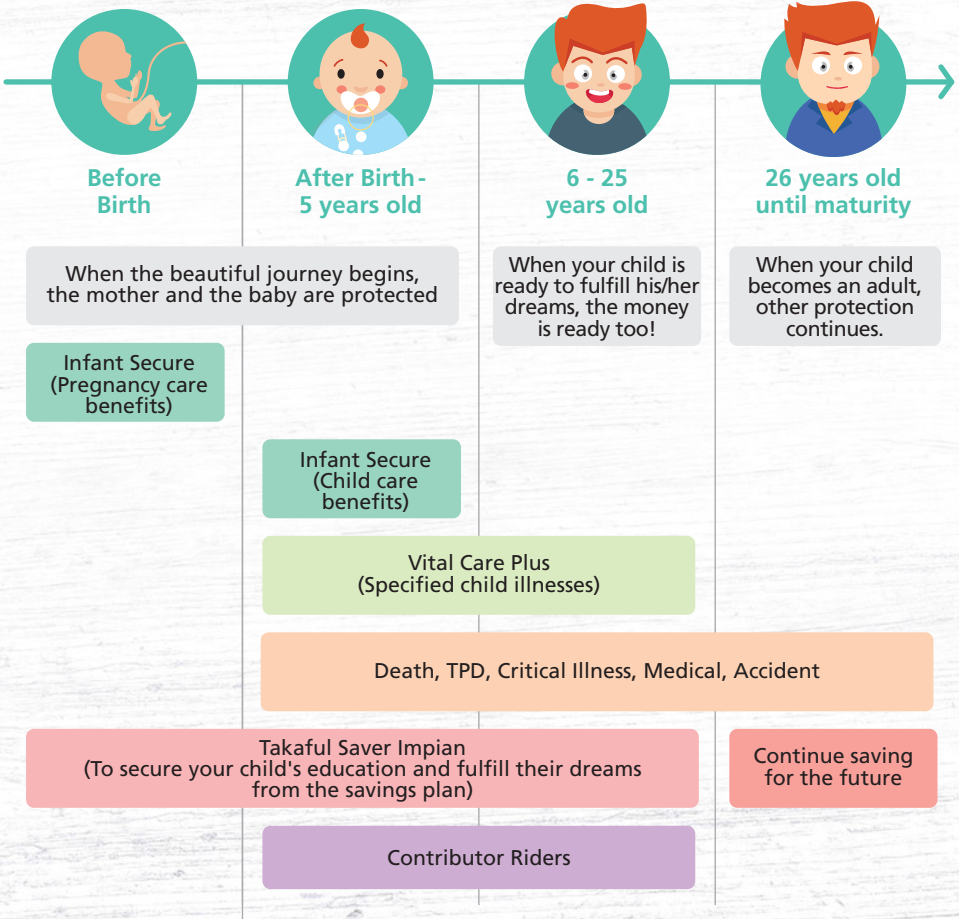 Before
Birth
After Birth -
5 years old
6 - 25
years old
26 years old
until maturity
When the beautiful journey begins,
the mother and the baby are protected
When your child is
ready to fulfill his/her
dreams, the money
is ready too!
When your child
becomes an adult,
other protection
continues.
Infant Secure
(Pregnancy care
benefits)
Infant Secure
(Child care
benefits)
Vital Care Plus
(Specified child illnesses)
Death, TPD, Critical Illness, Medical, Accident
Takaful Saver Impian
(To secure your child's education and fulfill their dreams
from the savings plan)
Continue saving
for the future
Contributor Riders